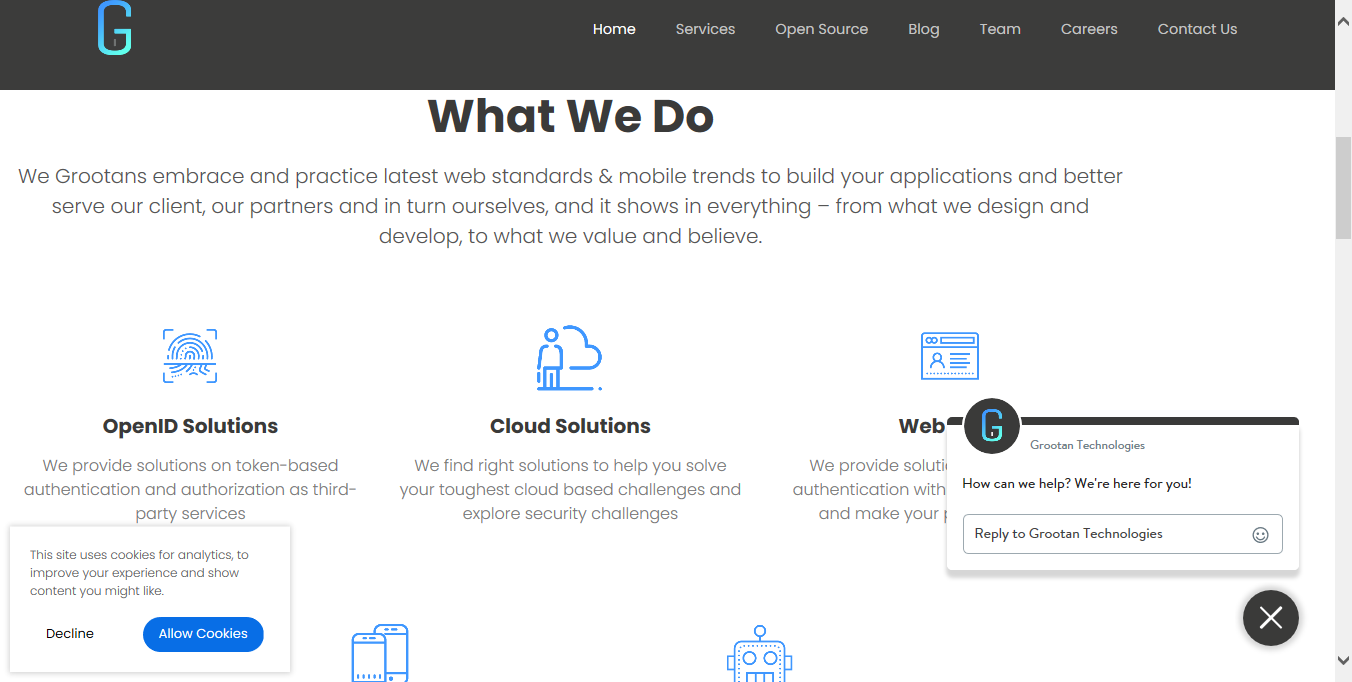 G
Home Services Open Source Blog Team Careers Contact Us
What We Do
We Grootans embrace and practice latest web standards & mobile trends to build your applications and better
serve our client, our partners and in turn ourselves, and it shows in everything – from what we design and
develop, to what we value and believe.
OpenID Solutions
We provide solutions on token-based
authentication and authorization as third-
party services
Cloud Solutions
We find right solutions to help you solve
your toughest cloud based challenges and
explore security challenges
Web
We provide
authentication with
and make your
G
Grootan Technologies
How can we help? We're here for you!
Reply to Grootan Technologies
This site uses cookies for analytics, to
improve your experience and show
content you might like.
Decline Allow Cookies